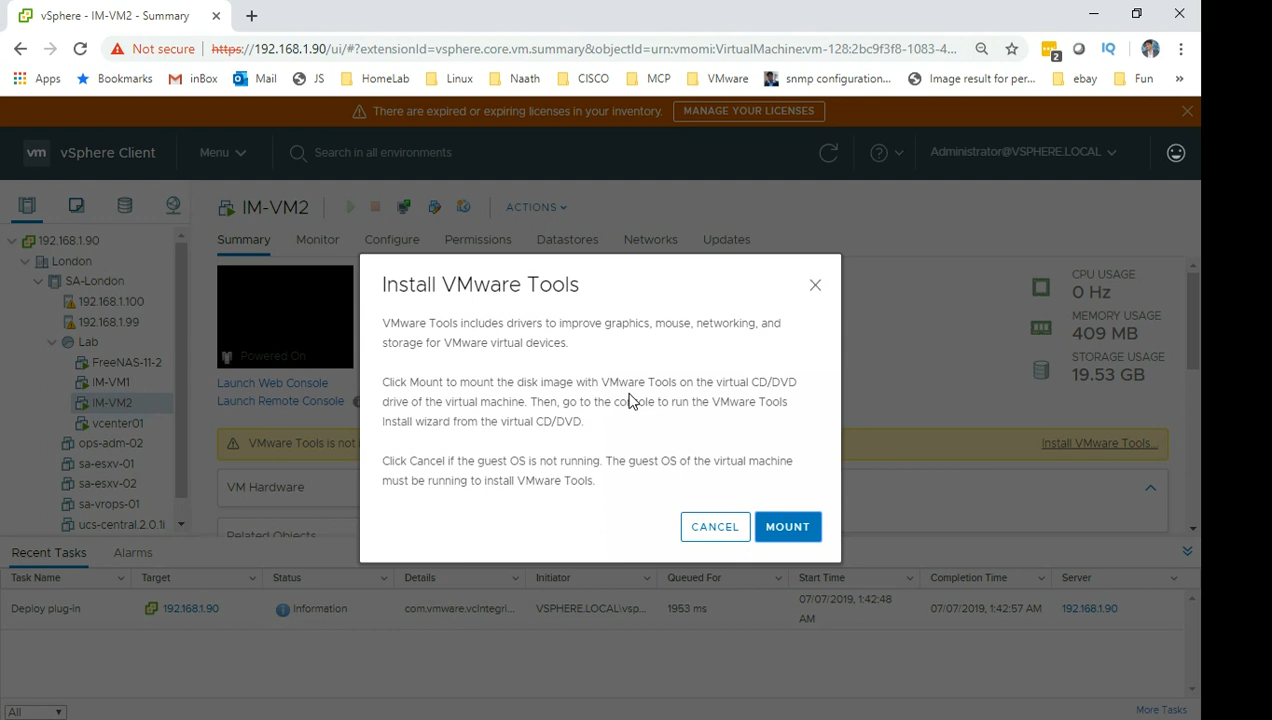 vSphere - IM-VM2 - Summary
Not secure
https://192.168.1.90/ui/#?extensionId=vsphere.core.vm.summary&objectId=urn:vmomi:VirtualMachine:vm-128:2bc9f3f8-1083-4...
2
IQ
Apps
Bookmarks
inBox
Mail
JS
HomeLab
Linux
Naath
CISCO
MCP
VMware
snmp configuration...
Image result for per...
ebay
Fun
»
There are expired or expiring licenses in your inventory.
MANAGE YOUR LICENSES
vm
vSphere Client
Menu
Search in all environments
Administrator@VSPHERE.LOCAL
IM-VM2
ACTIONS
192.168.1.90
London
SA-London
192.168.1.100
192.168.1.99
Lab
FreeNAS-11-2
IM-VM1
IM-VM2
vcenter01
ops-adm-02
sa-esxv-01
sa-esxv-02
sa-vrops-01
ucs-central.2.0.1i
Summary
Monitor
Configure
Permissions
Datastores
Networks
Updates
Powered On
Launch Web Console
Launch Remote Console
CPU USAGE
0 Hz
MEMORY USAGE
409 MB
STORAGE USAGE
19.53 GB
VMware Tools is not i
Install VMware Tools...
VM Hardware
Related Objects
Install VMware Tools
VMware Tools includes drivers to improve graphics, mouse, networking, and
storage for VMware virtual devices.
Click Mount to mount the disk image with VMware Tools on the virtual CD/DVD
drive of the virtual machine. Then, go to the console to run the VMware Tools
Install wizard from the virtual CD/DVD.
Click Cancel if the guest OS is not running. The guest OS of the virtual machine
must be running to install VMware Tools.
CANCEL
MOUNT
Recent Tasks
Alarms
Task Name
Target
Status
Details
Initiator
Queued For
Start Time
Completion Time
Server
Deploy plug-in
192.168.1.90
Information
com.vmware.vcIntegri...
VSPHERE.LOCAL\vsp...
1953 ms
07/07/2019, 1:42:48
AM
07/07/2019, 1:42:57 AM
192.168.1.90
All
More Tasks